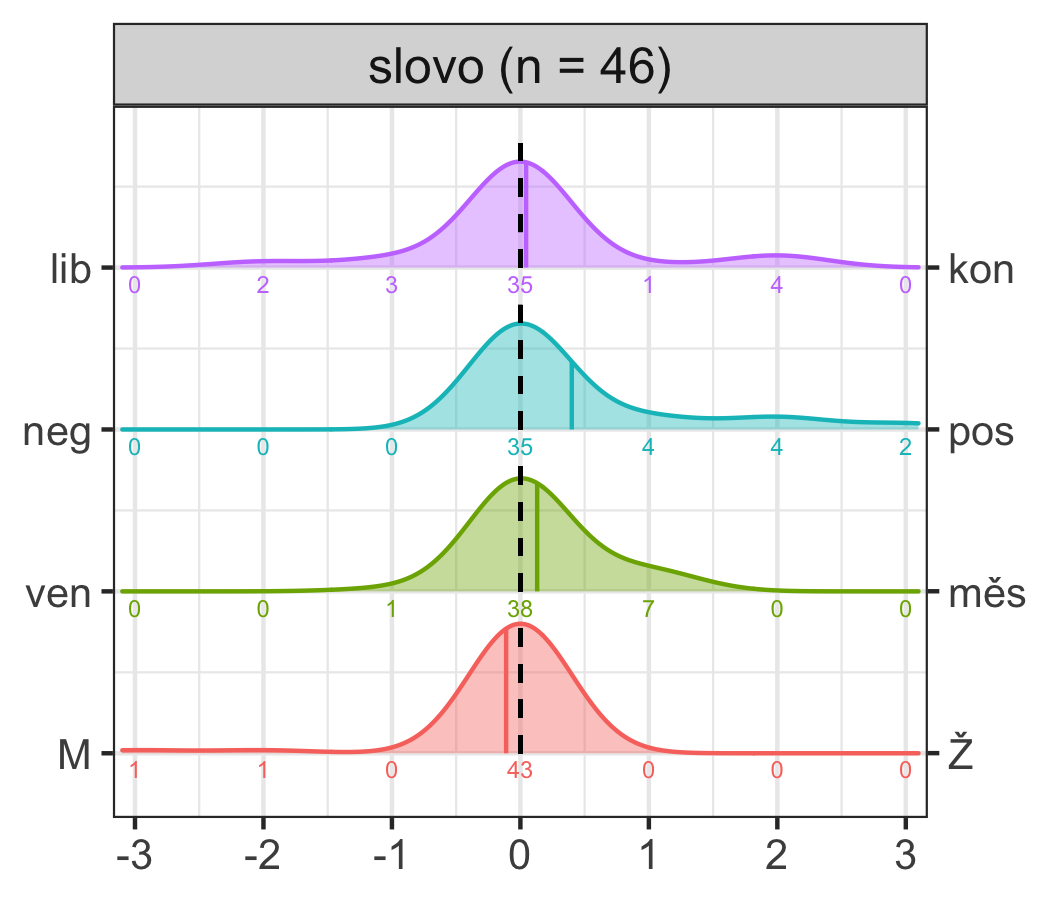 slovo (n = 46)
lib kon
0 2 3 35 1 4 0
neg pos
0 0 0 35 4 4 2
ven měs
0 0 1 38 7 0 0
M Ž
1 1 0 43 0 0 0
-3 -2 -1 0 1 2 3